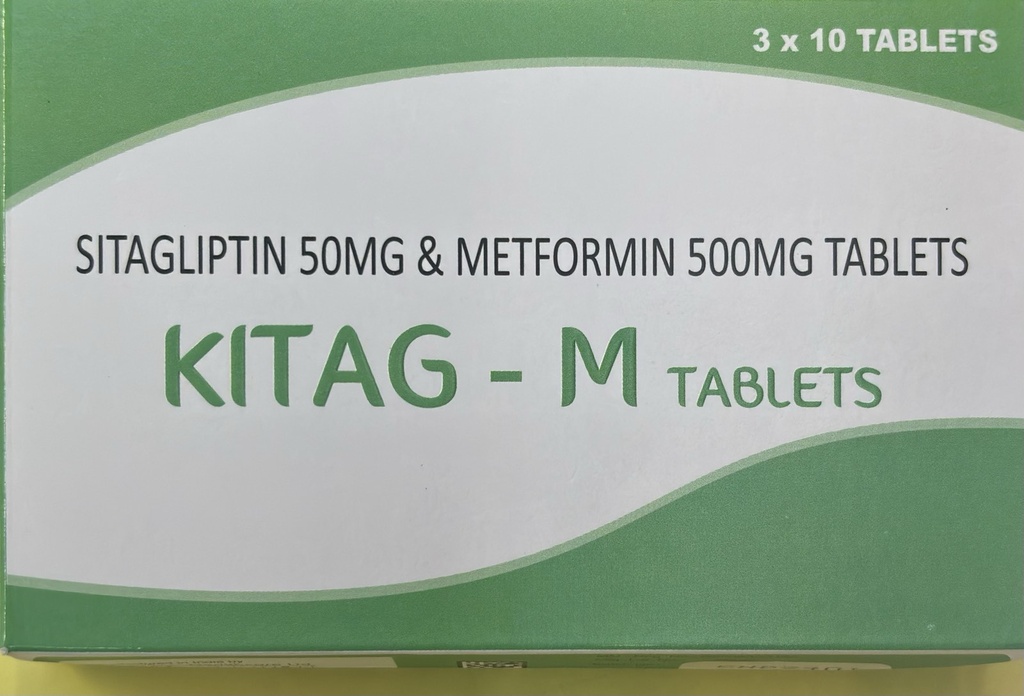 3 x 10 TABLETS
SITAGLIPTIN 50MG & METFORMIN 500MG TABLETS
KITAG - M TABLETS